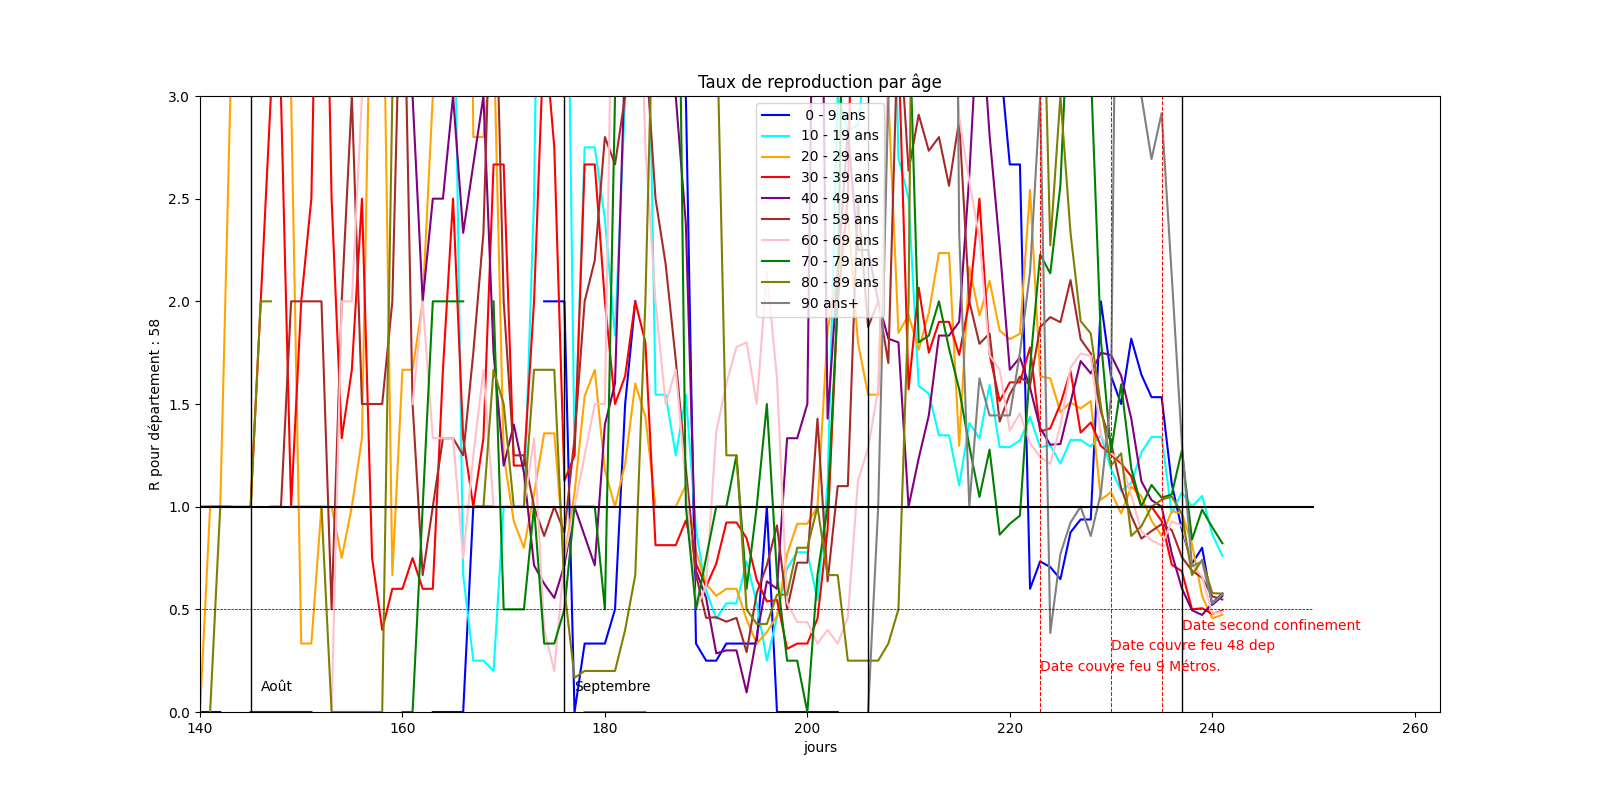 Taux de reproduction par âge
3.0
2.5
2.0
1.5
1.0
0.5
0.0
R pour département : 58
0 - 9 ans
10 - 19 ans
20 - 29 ans
30 - 39 ans
40 - 49 ans
50 - 59 ans
60 - 69 ans
70 - 79 ans
80 - 89 ans
90 ans+
Date second confinement
Date couvre feu 48 dep
Date couvre feu 9 Métros.
Août
Septembre
140
160
180
200
220
240
260
jours